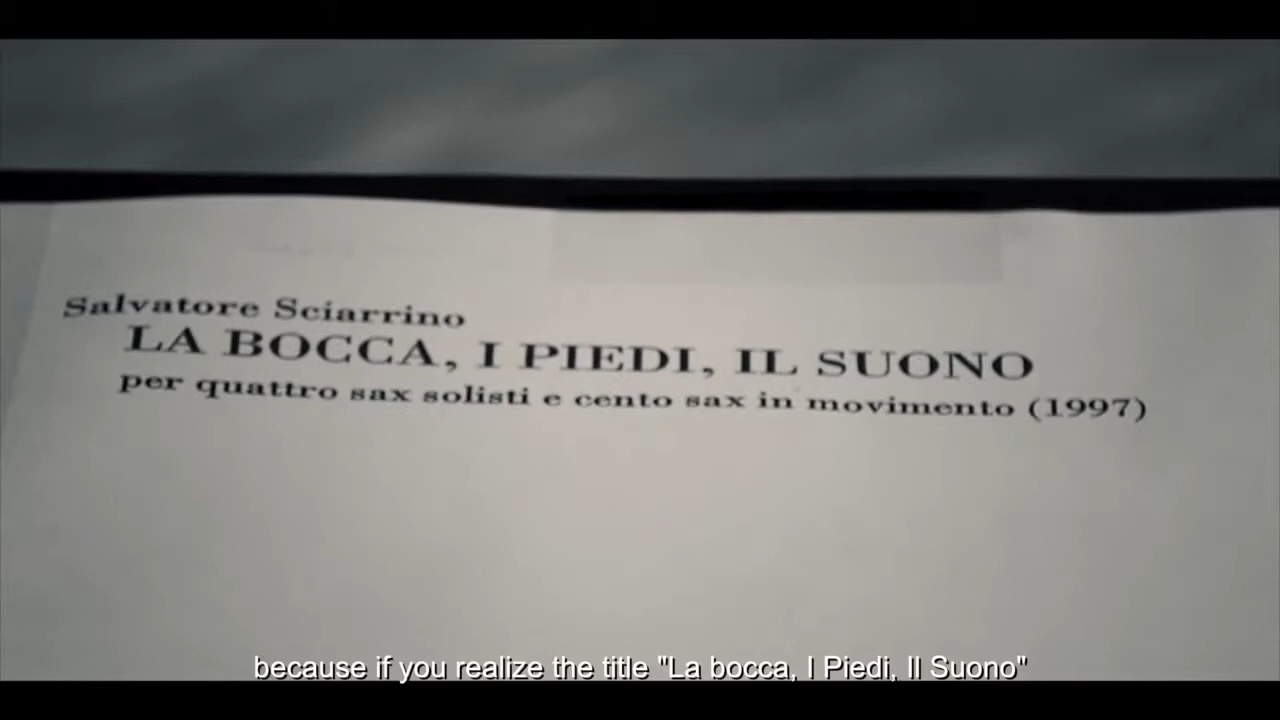 Salvatore Sciarrino
LA BOCCA, I PIEDI, IL SUONO
per quattro sax solisti e cento sax in movimento (1997)
because if you realize the title "La bocca, I Piedi, Il Suono"